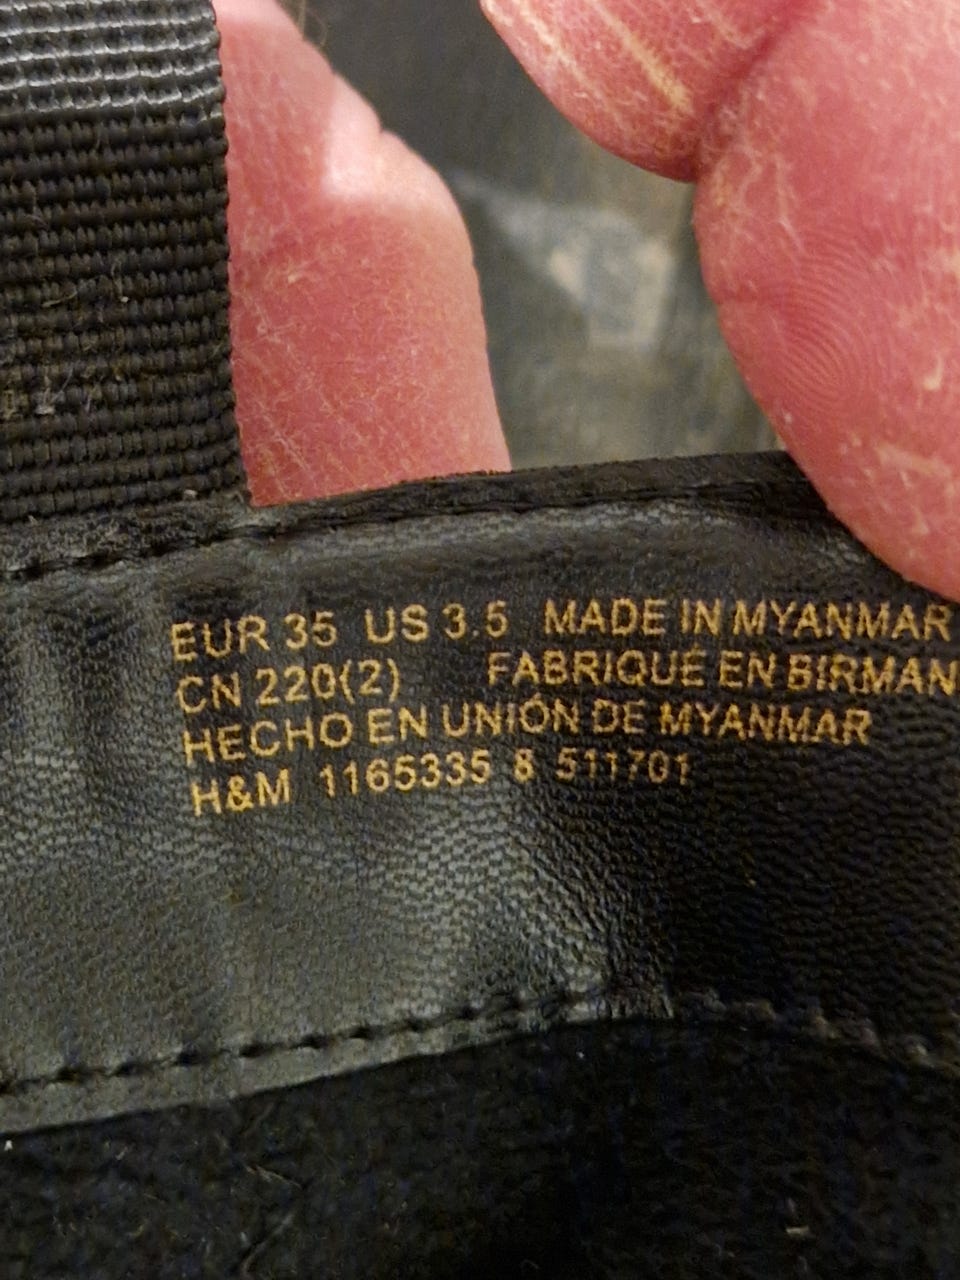 EUR 35 US 3.5 MADE IN MYANMAR
CN 220(2) FABRIQUÉ EN BIRMAN
HECHO EN UNIÓN DE MYANMAR
H&M 1165335 8 511701